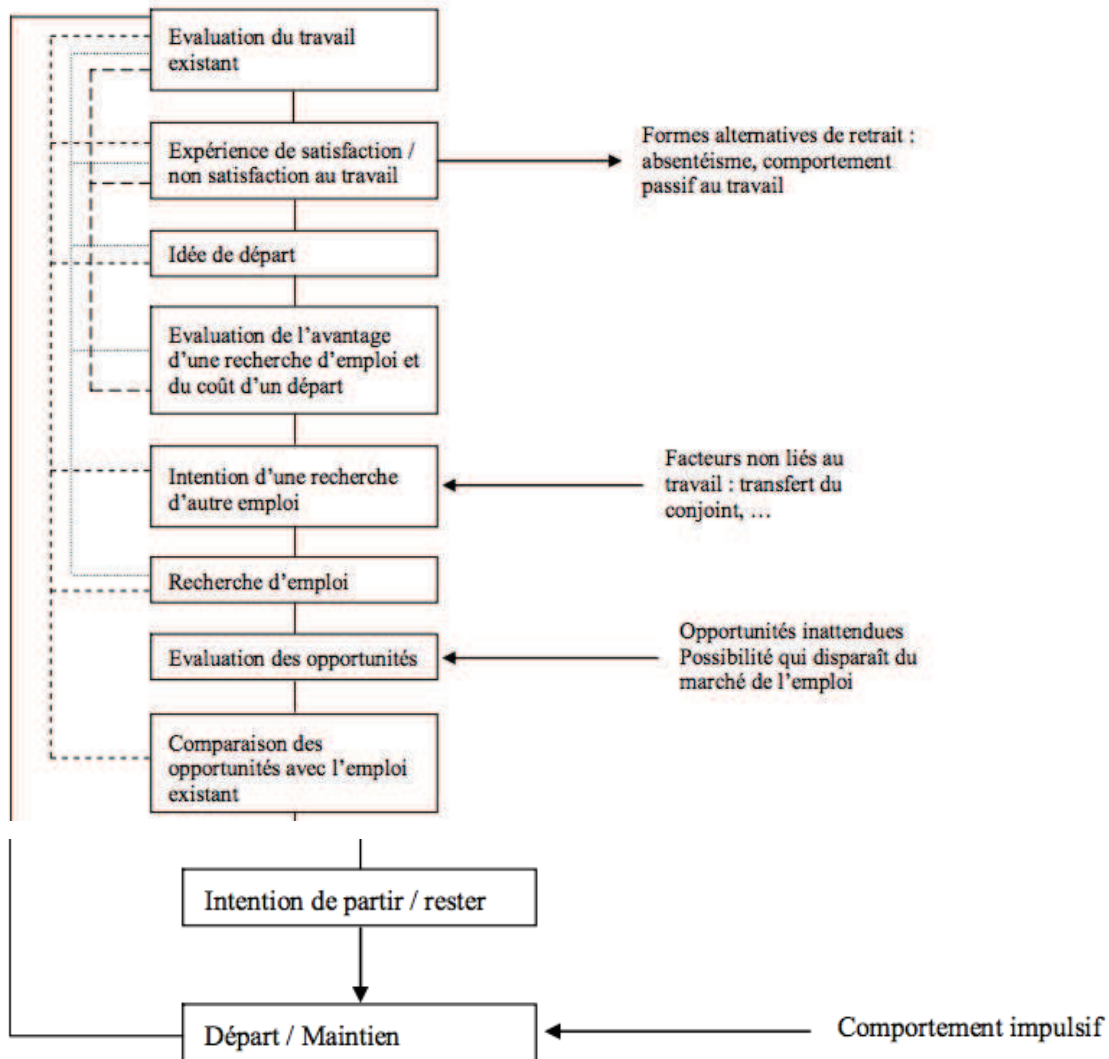 Evaluation du travail
existant
Expérience de satisfaction /
non satisfaction au travail
Formes alternatives de retrait :
absentéisme, comportement
passif au travail
Idée de départ
Evaluation de l'avantage
d'une recherche d'emploi et
du coût d'un départ
Intention d'une recherche
d'autre emploi
Facteurs non liés au
travail : transfert du
conjoint, …
Recherche d'emploi
Evaluation des opportunités
Opportunités inattendues
Possibilité qui disparaît du
marché de l'emploi
Comparaison des
opportunités avec l'emploi
existant
Intention de partir / rester
Départ / Maintien
Comportement impulsif